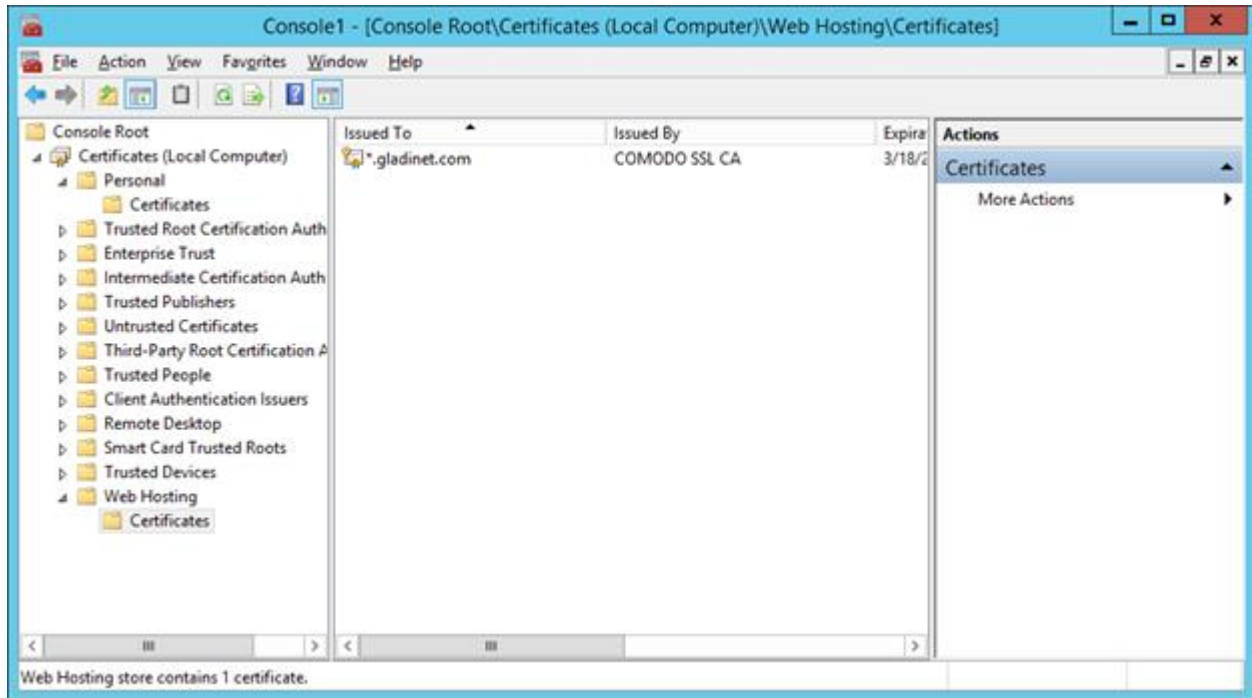 Console1 - [Console Root\Certificates (Local Computer)\Web Hosting\Certificates]
File Action View Favorites Window Help
Console Root
Certificates (Local Computer)
Personal
Certificates
Trusted Root Certification Auth
Enterprise Trust
Intermediate Certification Auth
Trusted Publishers
Untrusted Certificates
Third-Party Root Certification A
Trusted People
Client Authentication Issuers
Remote Desktop
Smart Card Trusted Roots
Trusted Devices
Web Hosting
Certificates
Issued To Issued By Expira
*.gladinet.com COMODO SSL CA 3/18/2
Actions
Certificates
More Actions
Web Hosting store contains 1 certificate.